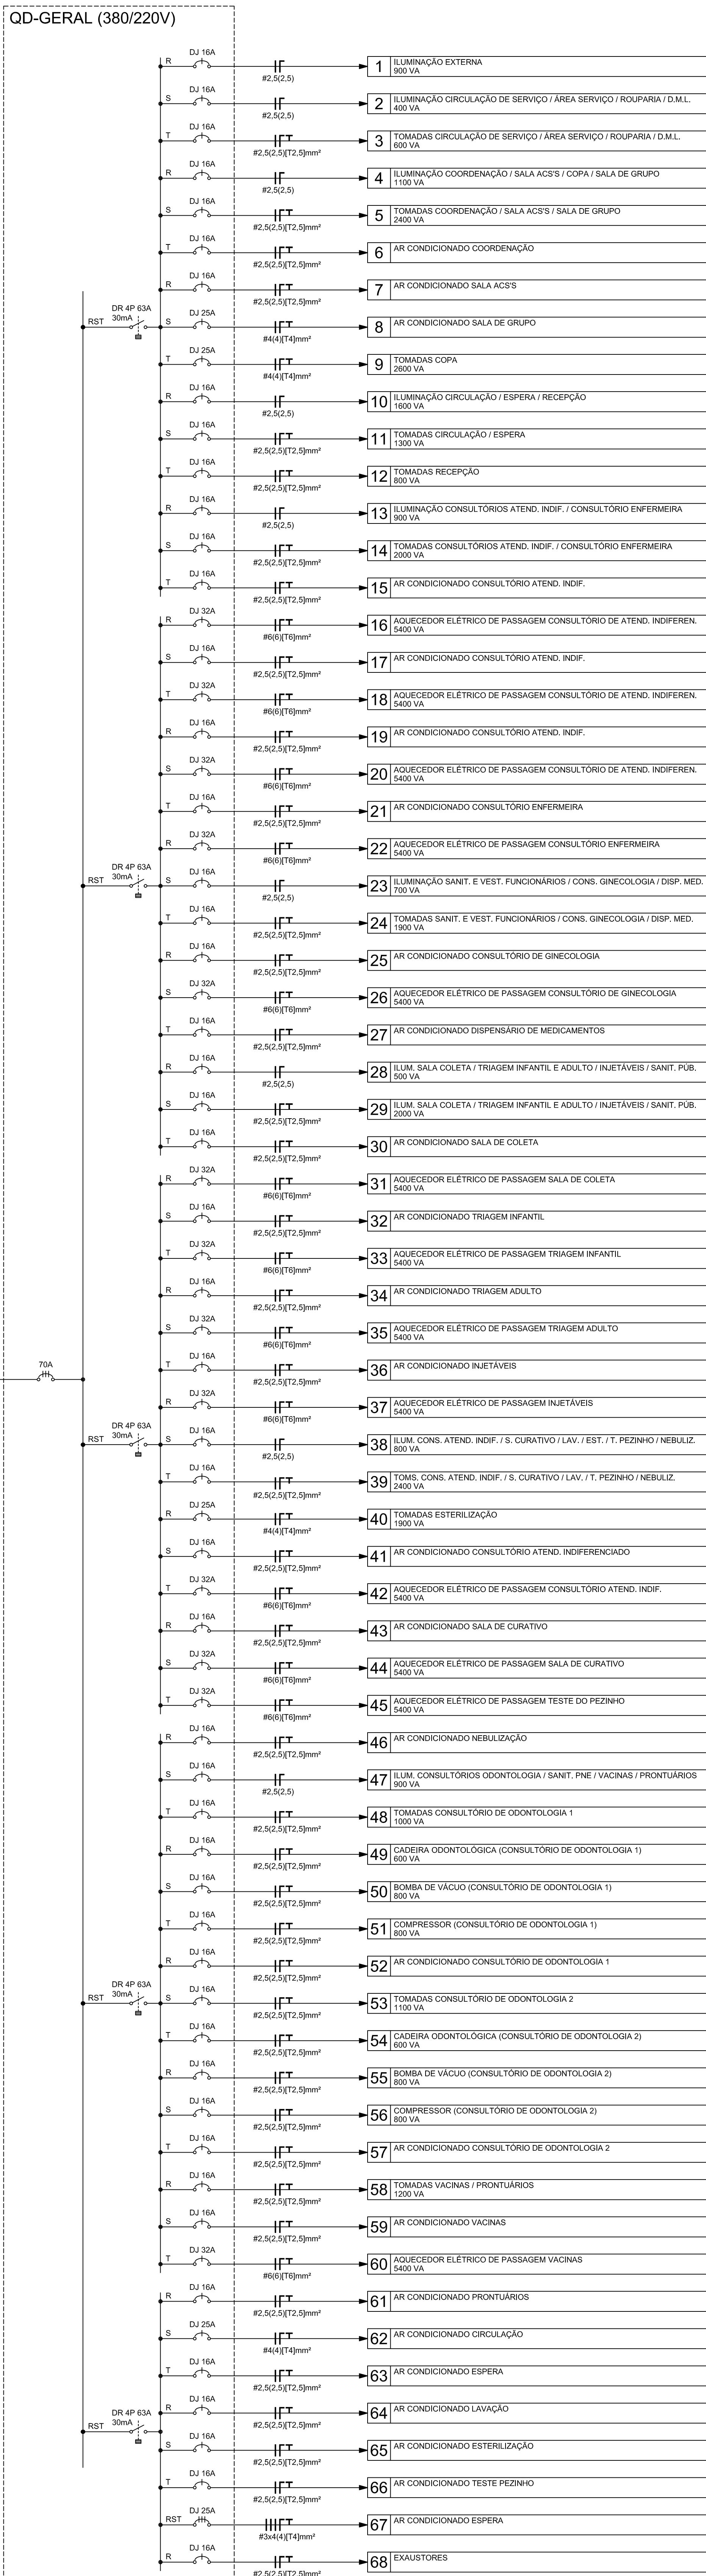 QD-GERAL (380/220V)
R DJ 16A #2,5(2,5) 1 ILUMINAÇÃO EXTERNA
900 VA
S DJ 16A #2,5(2,5) 2 ILUMINAÇÃO CIRCULAÇÃO DE SERVIÇO / ÁREA SERVIÇO / ROUPARIA / D.M.L.
400 VA
T DJ 16A #2,5(2,5)[T2,5]mm² 3 TOMADAS CIRCULAÇÃO DE SERVIÇO / ÁREA SERVIÇO / ROUPARIA / D.M.L.
600 VA
R DJ 16A #2,5(2,5) 4 ILUMINAÇÃO COORDENAÇÃO / SALA ACS'S / COPA / SALA DE GRUPO
1100 VA
S DJ 16A #2,5(2,5)[T2,5]mm² 5 TOMADAS COORDENAÇÃO / SALA ACS'S / SALA DE GRUPO
2400 VA
T DJ 16A #2,5(2,5)[T2,5]mm² 6 AR CONDICIONADO COORDENAÇÃO
R DJ 16A #2,5(2,5)[T2,5]mm² 7 AR CONDICIONADO SALA ACS'S
RST DR 4P 63A
30mA
S DJ 25A #4(4)[T4]mm² 8 AR CONDICIONADO SALA DE GRUPO
T DJ 25A #4(4)[T4]mm² 9 TOMADAS COPA
2600 VA
R DJ 16A #2,5(2,5) 10 ILUMINAÇÃO CIRCULAÇÃO / ESPERA / RECEPÇÃO
1600 VA
S DJ 16A #2,5(2,5)[T2,5]mm² 11 TOMADAS CIRCULAÇÃO / ESPERA
1300 VA
T DJ 16A #2,5(2,5)[T2,5]mm² 12 TOMADAS RECEPÇÃO
800 VA
R DJ 16A #2,5(2,5) 13 ILUMINAÇÃO CONSULTÓRIOS ATEND. INDIF. / CONSULTÓRIO ENFERMEIRA
900 VA
S DJ 16A #2,5(2,5)[T2,5]mm² 14 TOMADAS CONSULTÓRIOS ATEND. INDIF. / CONSULTÓRIO ENFERMEIRA
2000 VA
T DJ 16A #2,5(2,5)[T2,5]mm² 15 AR CONDICIONADO CONSULTÓRIO ATEND. INDIF.
R DJ 32A #6(6)[T6]mm² 16 AQUECEDOR ELÉTRICO DE PASSAGEM CONSULTÓRIO DE ATEND. INDIFEREN.
5400 VA
S DJ 16A #2,5(2,5)[T2,5]mm² 17 AR CONDICIONADO CONSULTÓRIO ATEND. INDIF.
T DJ 32A #6(6)[T6]mm² 18 AQUECEDOR ELÉTRICO DE PASSAGEM CONSULTÓRIO DE ATEND. INDIFEREN.
5400 VA
R DJ 16A #2,5(2,5)[T2,5]mm² 19 AR CONDICIONADO CONSULTÓRIO ATEND. INDIF.
S DJ 32A #6(6)[T6]mm² 20 AQUECEDOR ELÉTRICO DE PASSAGEM CONSULTÓRIO DE ATEND. INDIFEREN.
5400 VA
T DJ 16A #2,5(2,5)[T2,5]mm² 21 AR CONDICIONADO CONSULTÓRIO ENFERMEIRA
R DJ 32A #6(6)[T6]mm² 22 AQUECEDOR ELÉTRICO DE PASSAGEM CONSULTÓRIO ENFERMEIRA
5400 VA
RST DR 4P 63A
30mA
S DJ 16A #2,5(2,5) 23 ILUMINAÇÃO SANIT. E VEST. FUNCIONÁRIOS / CONS. GINECOLOGIA / DISP. MED.
700 VA
T DJ 16A #2,5(2,5)[T2,5]mm² 24 TOMADAS SANIT. E VEST. FUNCIONÁRIOS / CONS. GINECOLOGIA / DISP. MED.
1900 VA
R DJ 16A #2,5(2,5)[T2,5]mm² 25 AR CONDICIONADO CONSULTÓRIO DE GINECOLOGIA
S DJ 32A #6(6)[T6]mm² 26 AQUECEDOR ELÉTRICO DE PASSAGEM CONSULTÓRIO DE GINECOLOGIA
5400 VA
T DJ 16A #2,5(2,5)[T2,5]mm² 27 AR CONDICIONADO DISPENSÁRIO DE MEDICAMENTOS
R DJ 16A #2,5(2,5) 28 ILUM. SALA COLETA / TRIAGEM INFANTIL E ADULTO / INJETÁVEIS / SANIT. PÚB.
500 VA
S DJ 16A #2,5(2,5)[T2,5]mm² 29 ILUM. SALA COLETA / TRIAGEM INFANTIL E ADULTO / INJETÁVEIS / SANIT. PÚB.
2000 VA
T DJ 16A #2,5(2,5)[T2,5]mm² 30 AR CONDICIONADO SALA DE COLETA
R DJ 32A #6(6)[T6]mm² 31 AQUECEDOR ELÉTRICO DE PASSAGEM SALA DE COLETA
5400 VA
S DJ 16A #2,5(2,5)[T2,5]mm² 32 AR CONDICIONADO TRIAGEM INFANTIL
T DJ 32A #6(6)[T6]mm² 33 AQUECEDOR ELÉTRICO DE PASSAGEM TRIAGEM INFANTIL
5400 VA
R DJ 16A #2,5(2,5)[T2,5]mm² 34 AR CONDICIONADO TRIAGEM ADULTO
S DJ 32A #6(6)[T6]mm² 35 AQUECEDOR ELÉTRICO DE PASSAGEM TRIAGEM ADULTO
5400 VA
70A
T DJ 16A #2,5(2,5)[T2,5]mm² 36 AR CONDICIONADO INJETÁVEIS
R DJ 32A #6(6)[T6]mm² 37 AQUECEDOR ELÉTRICO DE PASSAGEM INJETÁVEIS
5400 VA
RST DR 4P 63A
30mA
S DJ 16A #2,5(2,5) 38 ILUM. CONS. ATEND. INDIF. / S. CURATIVO / LAV. / EST. / T. PEZINHO / NEBULIZ.
800 VA
T DJ 16A #2,5(2,5)[T2,5]mm² 39 TOMS. CONS. ATEND. INDIF. / S. CURATIVO / LAV. / T. PEZINHO / NEBULIZ.
2400 VA
R DJ 25A #4(4)[T4]mm² 40 TOMADAS ESTERILIZAÇÃO
1900 VA
S DJ 16A #2,5(2,5)[T2,5]mm² 41 AR CONDICIONADO CONSULTÓRIO ATEND. INDIFERENCIADO
T DJ 32A #6(6)[T6]mm² 42 AQUECEDOR ELÉTRICO DE PASSAGEM CONSULTÓRIO ATEND. INDIF.
5400 VA
R DJ 16A #2,5(2,5)[T2,5]mm² 43 AR CONDICIONADO SALA DE CURATIVO
S DJ 32A #6(6)[T6]mm² 44 AQUECEDOR ELÉTRICO DE PASSAGEM SALA DE CURATIVO
5400 VA
T DJ 32A #6(6)[T6]mm² 45 AQUECEDOR ELÉTRICO DE PASSAGEM TESTE DO PEZINHO
5400 VA
R DJ 16A #2,5(2,5)[T2,5]mm² 46 AR CONDICIONADO NEBULIZAÇÃO
S DJ 16A #2,5(2,5) 47 ILUM. CONSULTÓRIOS ODONTOLOGIA / SANIT. PNE / VACINAS / PRONTUÁRIOS
900 VA
T DJ 16A #2,5(2,5)[T2,5]mm² 48 TOMADAS CONSULTÓRIO DE ODONTOLOGIA 1
1000 VA
R DJ 16A #2,5(2,5)[T2,5]mm² 49 CADEIRA ODONTOLÓGICA (CONSULTÓRIO DE ODONTOLOGIA 1)
600 VA
S DJ 16A #2,5(2,5)[T2,5]mm² 50 BOMBA DE VÁCUO (CONSULTÓRIO DE ODONTOLOGIA 1)
800 VA
T DJ 16A #2,5(2,5)[T2,5]mm² 51 COMPRESSOR (CONSULTÓRIO DE ODONTOLOGIA 1)
800 VA
R DJ 16A #2,5(2,5)[T2,5]mm² 52 AR CONDICIONADO CONSULTÓRIO DE ODONTOLOGIA 1
RST DR 4P 63A
30mA
S DJ 16A #2,5(2,5)[T2,5]mm² 53 TOMADAS CONSULTÓRIO DE ODONTOLOGIA 2
1100 VA
T DJ 16A #2,5(2,5)[T2,5]mm² 54 CADEIRA ODONTOLÓGICA (CONSULTÓRIO DE ODONTOLOGIA 2)
600 VA
R DJ 16A #2,5(2,5)[T2,5]mm² 55 BOMBA DE VÁCUO (CONSULTÓRIO DE ODONTOLOGIA 2)
800 VA
S DJ 16A #2,5(2,5)[T2,5]mm² 56 COMPRESSOR (CONSULTÓRIO DE ODONTOLOGIA 2)
800 VA
T DJ 16A #2,5(2,5)[T2,5]mm² 57 AR CONDICIONADO CONSULTÓRIO DE ODONTOLOGIA 2
R DJ 16A #2,5(2,5)[T2,5]mm² 58 TOMADAS VACINAS / PRONTUÁRIOS
1200 VA
S DJ 16A #2,5(2,5)[T2,5]mm² 59 AR CONDICIONADO VACINAS
T DJ 32A #6(6)[T6]mm² 60 AQUECEDOR ELÉTRICO DE PASSAGEM VACINAS
5400 VA
R DJ 16A #2,5(2,5)[T2,5]mm² 61 AR CONDICIONADO PRONTUÁRIOS
S DJ 25A #4(4)[T4]mm² 62 AR CONDICIONADO CIRCULAÇÃO
T DJ 16A #2,5(2,5)[T2,5]mm² 63 AR CONDICIONADO ESPERA
R DJ 16A #2,5(2,5)[T2,5]mm² 64 AR CONDICIONADO LAVAÇÃO
RST DR 4P 63A
30mA
S DJ 16A #2,5(2,5)[T2,5]mm² 65 AR CONDICIONADO ESTERILIZAÇÃO
T DJ 16A #2,5(2,5)[T2,5]mm² 66 AR CONDICIONADO TESTE PEZINHO
RST DJ 25A #3x4(4)[T4]mm² 67 AR CONDICIONADO ESPERA
R DJ 16A #2,5(2,5)[T2,5]mm² 68 EXAUSTORES